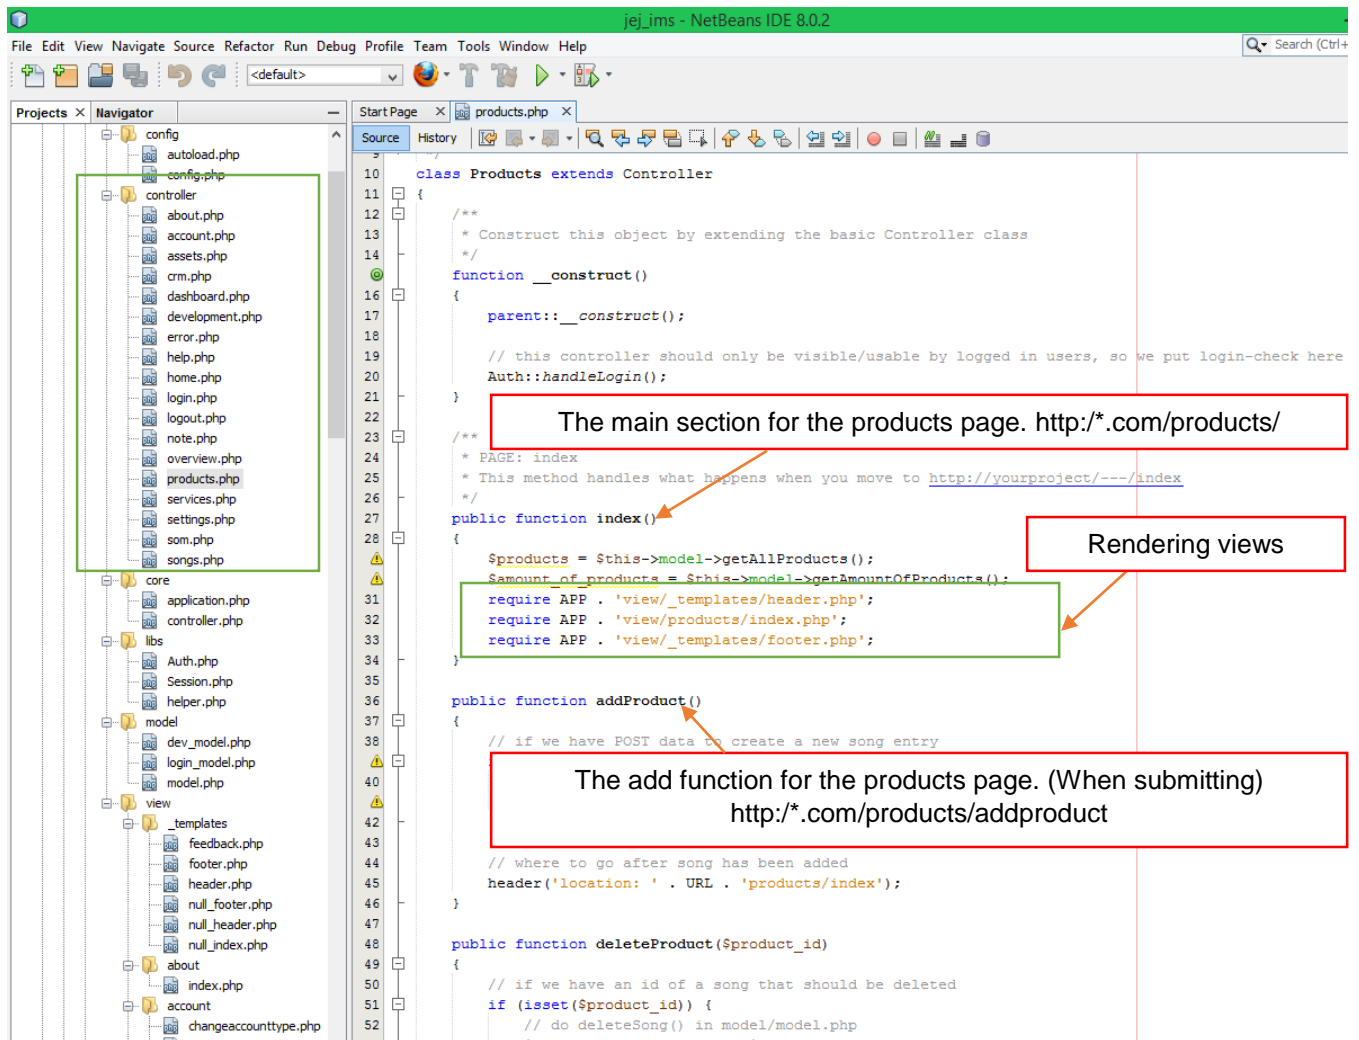 jej_ims - NetBeans IDE 8.0.2
File Edit View Navigate Source Refactor Run Debug Profile Team Tools Window Help
Search (Ctrl+
<default>
Projects Navigator
config
autoload.php
config.php
controller
about.php
account.php
assets.php
crm.php
dashboard.php
development.php
error.php
help.php
home.php
login.php
logout.php
note.php
overview.php
products.php
services.php
settings.php
som.php
songs.php
core
application.php
controller.php
libs
Auth.php
Session.php
helper.php
model
dev_model.php
login_model.php
model.php
view
_templates
feedback.php
footer.php
header.php
null_footer.php
null_header.php
null_index.php
about
index.php
account
changeaccounttype.php
Start Page products.php
Source History
9 */
10 class Products extends Controller
11 {
12 /**
13 * Construct this object by extending the basic Controller class
14 */
function __construct()
16 {
17 parent::__construct();
18
19 // this controller should only be visible/usable by logged in users, so we put login-check here
20 Auth::handleLogin();
21 }
22
The main section for the products page. http:/*.com/products/
23 /**
24 * PAGE: index
25 * This method handles what happens when you move to http://yourproject/---/index
26 */
27 public function index()
28 {
Rendering views
$products = $this->model->getAllProducts();
$amount_of_products = $this->model->getAmountOfProducts();
31 require APP . 'view/_templates/header.php';
32 require APP . 'view/products/index.php';
33 require APP . 'view/_templates/footer.php';
34 }
35
36 public function addProduct()
37 {
38 // if we have POST data to create a new song entry
40
The add function for the products page. (When submitting)
http:/*.com/products/addproduct
42
43
44 // where to go after song has been added
45 header('location: ' . URL . 'products/index');
46 }
47
48 public function deleteProduct($product_id)
49 {
50 // if we have an id of a song that should be deleted
51 if (isset($product_id)) {
52 // do deleteSong() in model/model.php